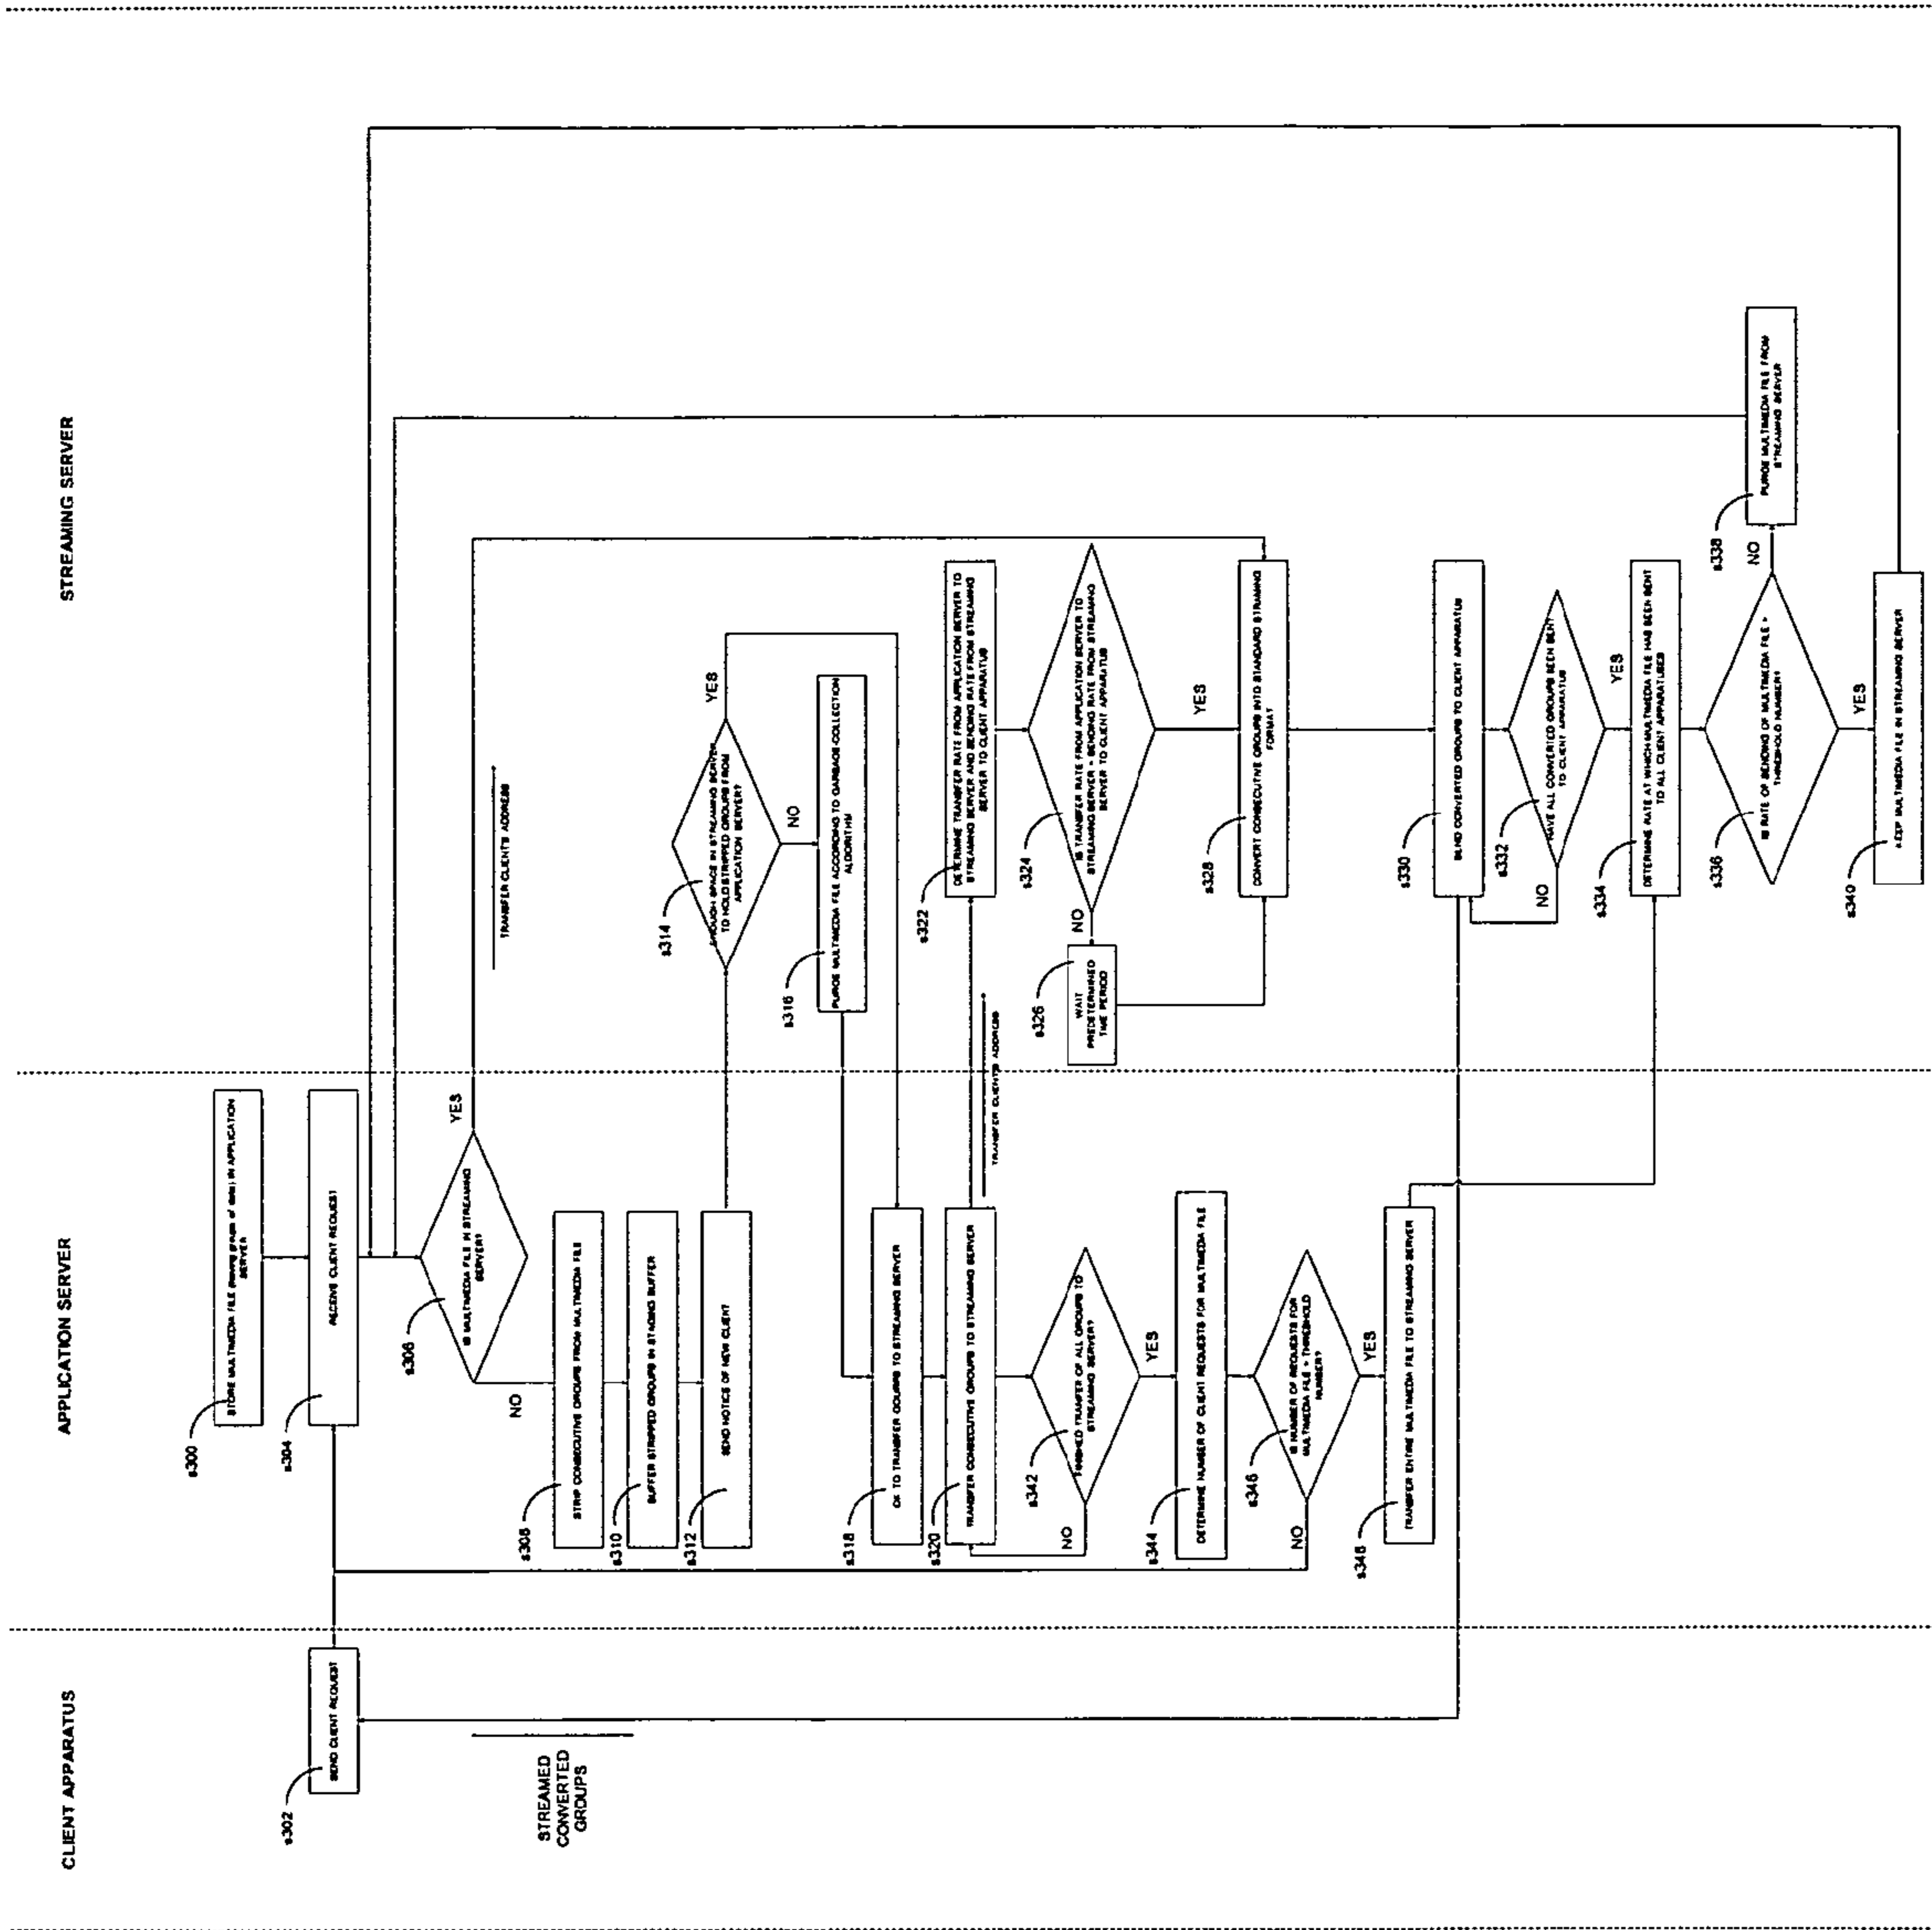 CLIENT APPARATUS
APPLICATION SERVER
STREAMING SERVER
s300
STORE MULTIMEDIA FILE (having groups of data) IN APPLICATION
SERVER
s302
SEND CLIENT REQUEST
s304
RECEIVE CLIENT REQUEST
s306
IS MULTIMEDIA FILE IN STREAMING
SERVER?
YES
NO
TRANSFER CLIENT'S ADDRESS
STREAMED
CONVERTED
GROUPS
s308
STRIP CONSECUTIVE GROUPS FROM MULTIMEDIA FILE
s310
BUFFER STRIPPED GROUPS IN STAGING BUFFER
s312
SEND NOTICE OF NEW CLIENT
s314
ENOUGH SPACE IN STREAMING SERVER
TO HOLD STRIPPED GROUPS FROM
APPLICATION SERVER?
YES
NO
s316
PURGE MULTIMEDIA FILE ACCORDING TO GARBAGE-COLLECTION
ALGORITHM
s318
OK TO TRANSFER GOURPS TO STREAMING SERVER
s320
TRANSFER CONSECUTIVE GROUPS TO STREAMING SERVER
TRANSFER CLIENT'S ADDRESS
s322
DETERMINE TRANSFER RATE FROM APPLICATION SERVER TO
STREAMING SERVER AND SENDING RATE FROM STREAMING
SERVER TO CLIENT APPARATUS
s324
IS TRANSFER RATE FROM APPLICATION SERVER TO
STREAMING SERVER SENDING RATE FROM STREAMING
SERVER TO CLIENT APPARATUS
NO
YES
s326
WAIT
PREDETERMINED
TIME PERIOD
s328
CONVERT CONSECUTIVE GROUPS INTO STANDARD STRAMING
FORMAT
s330
SEND CONVERTED GROUPS TO CLIENT APPARATUS
s332
HAVE ALL CONVERTED GROUPS BEEN SENT
TO CLIENT APPARATUS
NO
YES
s334
DETERMINE RATE AT WHICH MULTIMEDIA FILE HAS BEEN SENT
TO ALL CLIENT APPARATUSES
s336
IS RATE OF SENDING OF MULTIMEDIA FILE
THRESHOLD NUMBER?
NO
YES
s338
PURGE MULTIMEDIA FILE FROM
STREAMING SERVER
s340
KEEP MULTIMEDIA FILE IN STREAMING SERVER
s342
FINISHED TRANFER OF ALL GROUPS TO
STREAMING SERVER?
NO
YES
s344
DETERMINE NUMBER OF CLIENT REQUESTS FOR MULTIMEDIA FILE
s346
IS NUMBER OF REQUESTS FOR
MULTIMEDIA FILE THRESHOLD
NUMBER?
NO
YES
s348
TRANSFER ENTIRE MULTIMEDIA FILE TO STREAMING SERVER